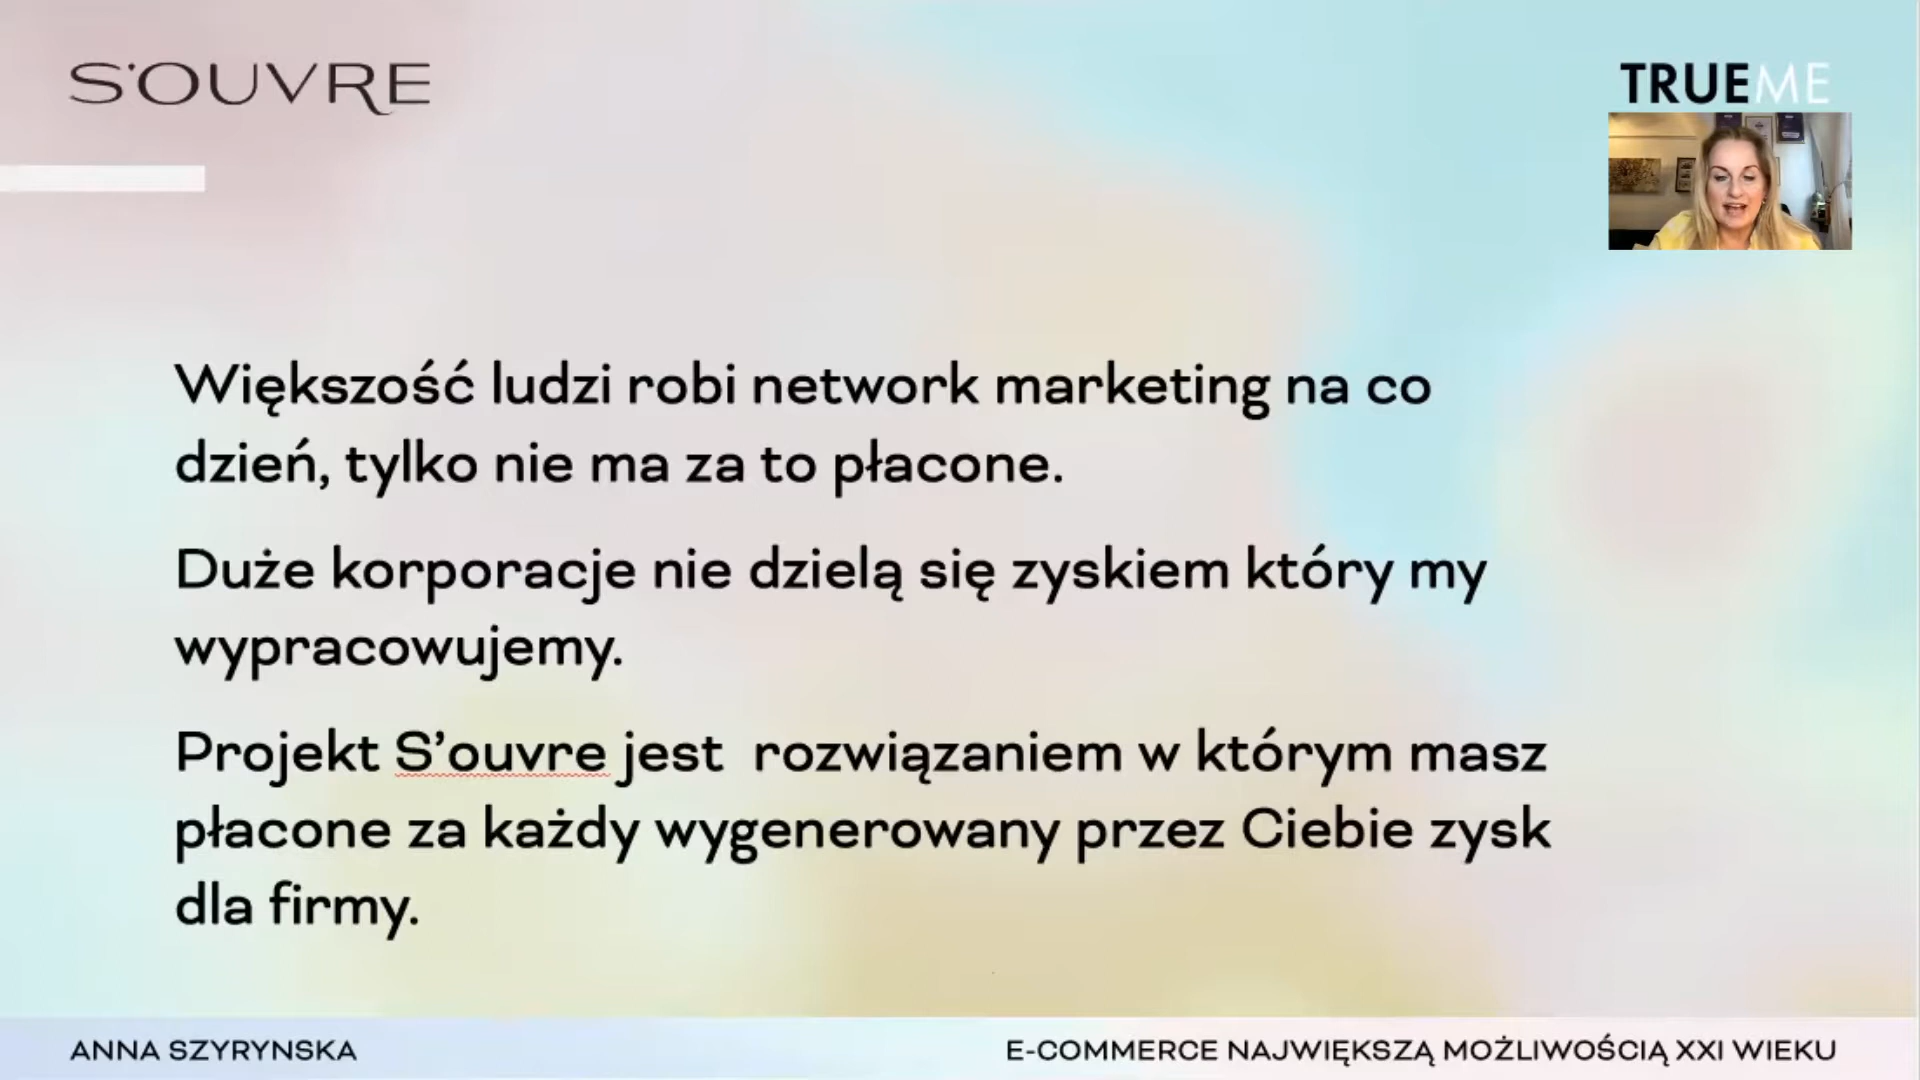 S'OUVRE
TRUEME
Większość ludzi robi network marketing na co
dzień, tylko nie ma za to płacone.
Duże korporacje nie dzielą się zyskiem który my
wypracowujemy.
Projekt S’ouvre jest  rozwiązaniem w którym masz
płacone za każdy wygenerowany przez Ciebie zysk
dla firmy.
ANNA SZYRYNSKA
E-COMMERCE NAJWIĘKSZĄ MOŻLIWOŚCIĄ XXI WIEKU